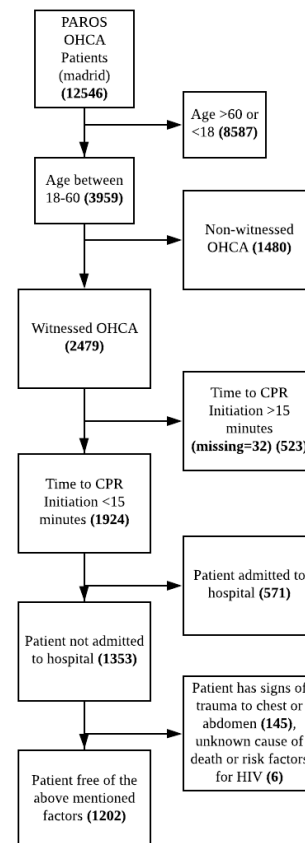 PAROS
OHCA
Patients
(madrid)
(12546)
Age >60 or
<18 (8587)
Age between
18-60 (3959)
Non-witnessed
OHCA (1480)
Witnessed OHCA
(2479)
Time to CPR
Initiation >15
minutes
(missing=32) (523)
Time to CPR
Initiation <15
minutes (1924)
Patient admitted to
hospital (571)
Patient not admitted
to hospital (1353)
Patient has signs of
trauma to chest or
abdomen (145),
unknown cause of
death or risk factors
for HIV (6)
Patient free of the
above mentioned
factors (1202)